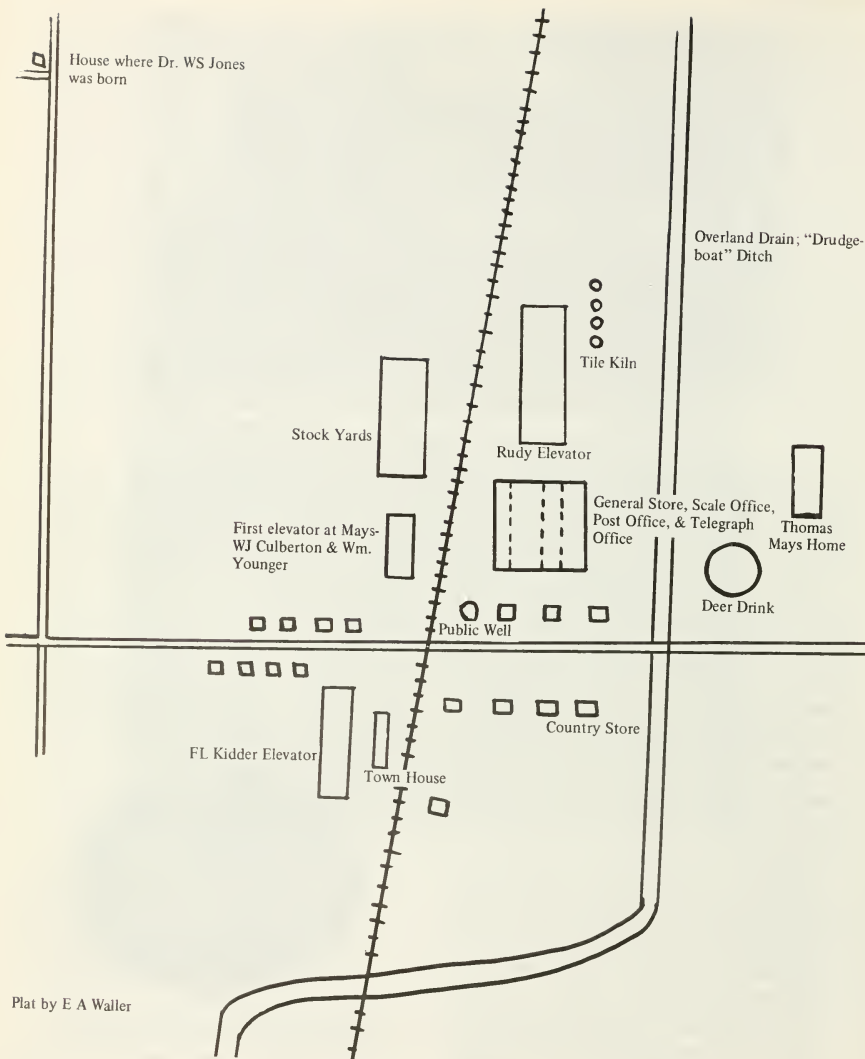 House where Dr. WS Jones
was born
Overland Drain; “Drudge-
boat” Ditch
Tile Kiln
Stock Yards
Rudy Elevator
General Store, Scale Office,
Post Office, & Telegraph
Office
Thomas
Mays Home
First elevator at Mays-
WJ Culberton & Wm.
Younger
Deer Drink
Public Well
Country Store
FL Kidder Elevator
Town House
Plat by E A Waller